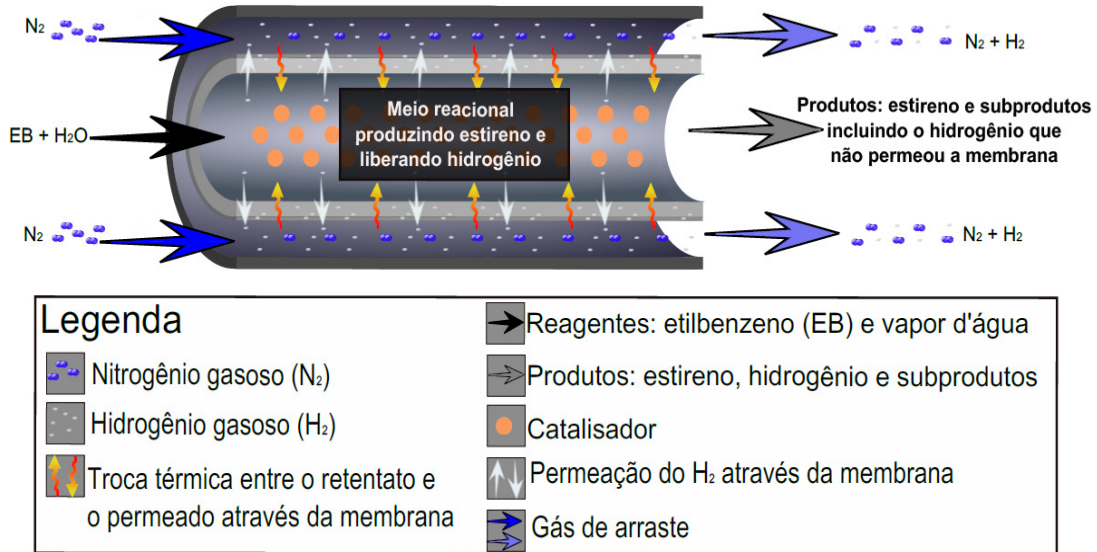 N₂
N₂ + H₂
EB + H₂O
Meio reacional
produzindo estireno e
liberando hidrogênio
Produtos: estireno e subprodutos
incluindo o hidrogênio que
não permeou a membrana
N₂
N₂ + H₂
Legenda
Nitrogênio gasoso (N₂)
Hidrogênio gasoso (H₂)
Troca térmica entre o retentato e
o permeado através da membrana
Reagentes: etilbenzeno (EB) e vapor d'água
Produtos: estireno, hidrogênio e subprodutos
Catalisador
Permeação do H₂ através da membrana
Gás de arraste